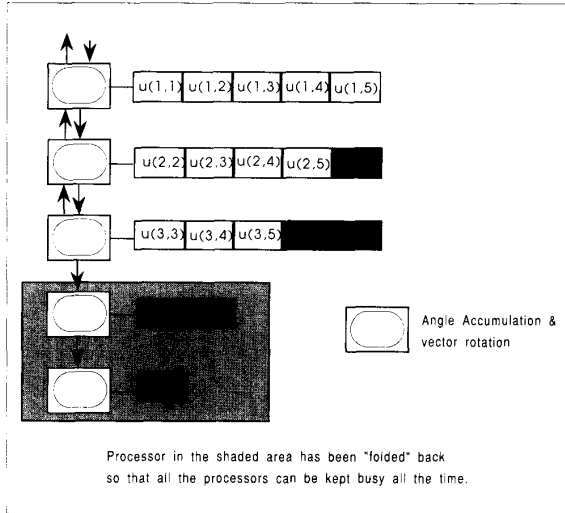 u(1,1) u(1,2) u(1,3) u(1,4) u(1,5)
u(2,2) u(2,3) u(2,4) u(2,5)
u(3,3) u(3,4) u(3,5)
Angle Accumulation &
vector rotation
Processor in the shaded area has been "folded" back
so that all the processors can be kept busy all the time.